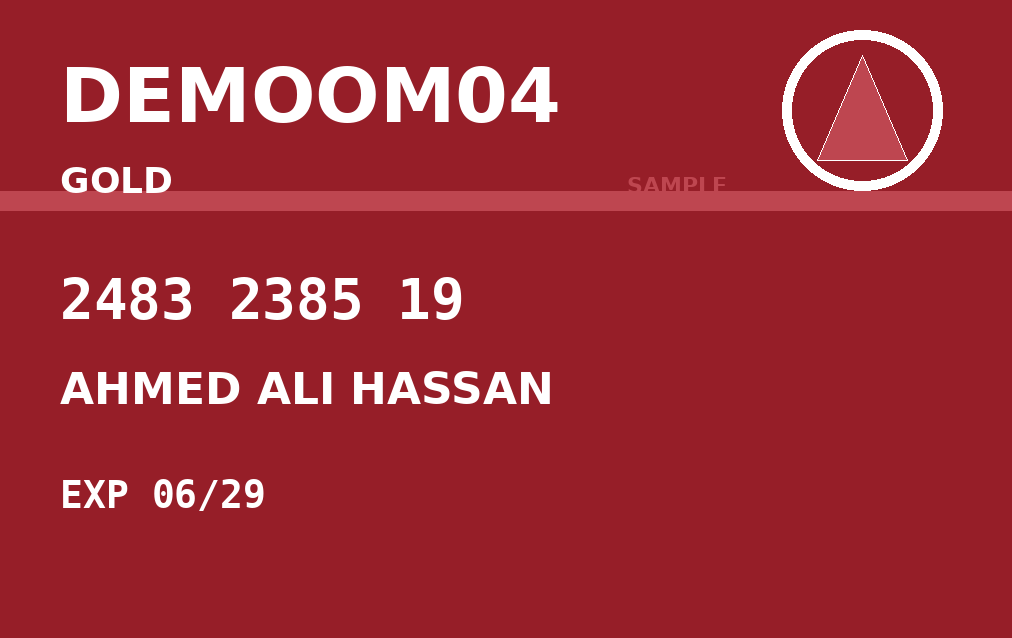 DEMOOM04
GOLD
SAMPLE
2483 2385 19
AHMED ALI HASSAN
EXP 06/29